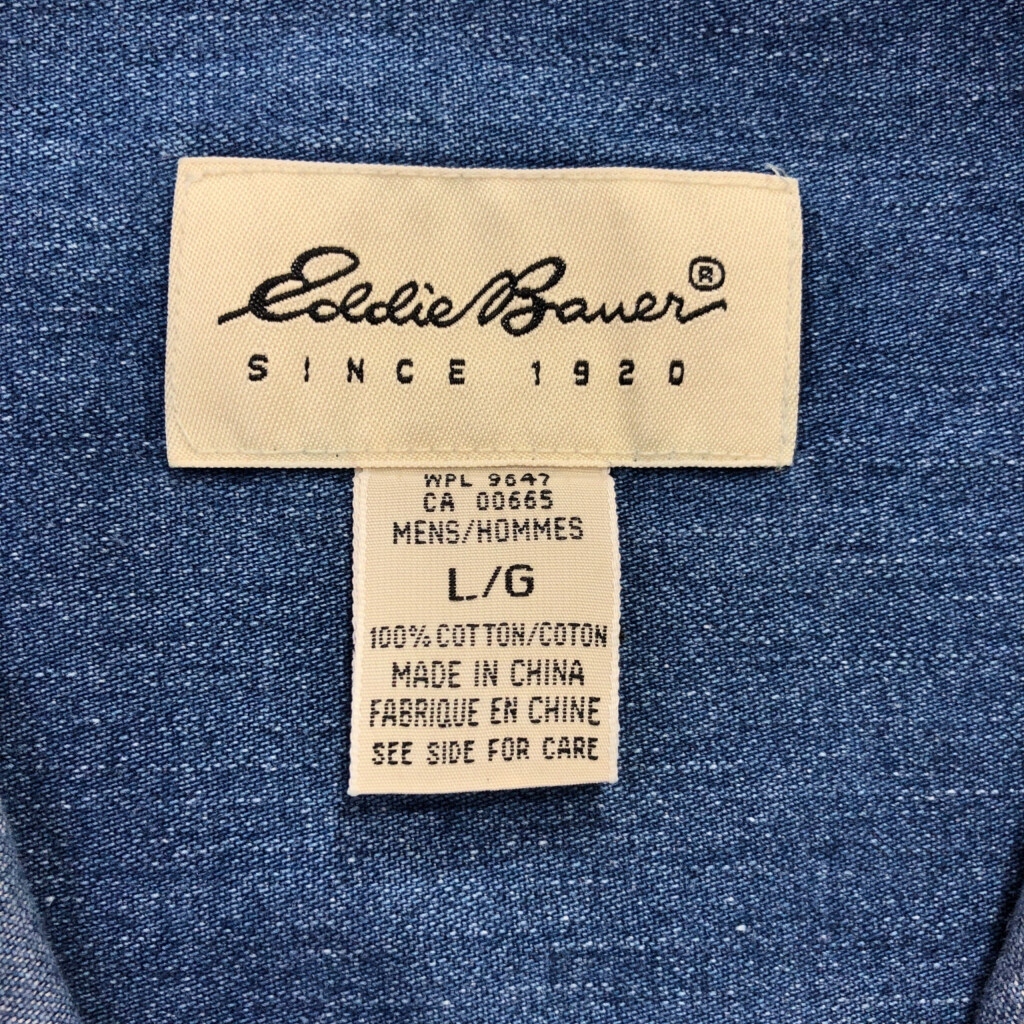 Eddie Bauer®
SINCE 1920
WPL 9647
CA 00665
MENS/HOMMES
L/G
100% COTTON/COTON
MADE IN CHINA
FABRIQUE EN CHINE
SEE SIDE FOR CARE